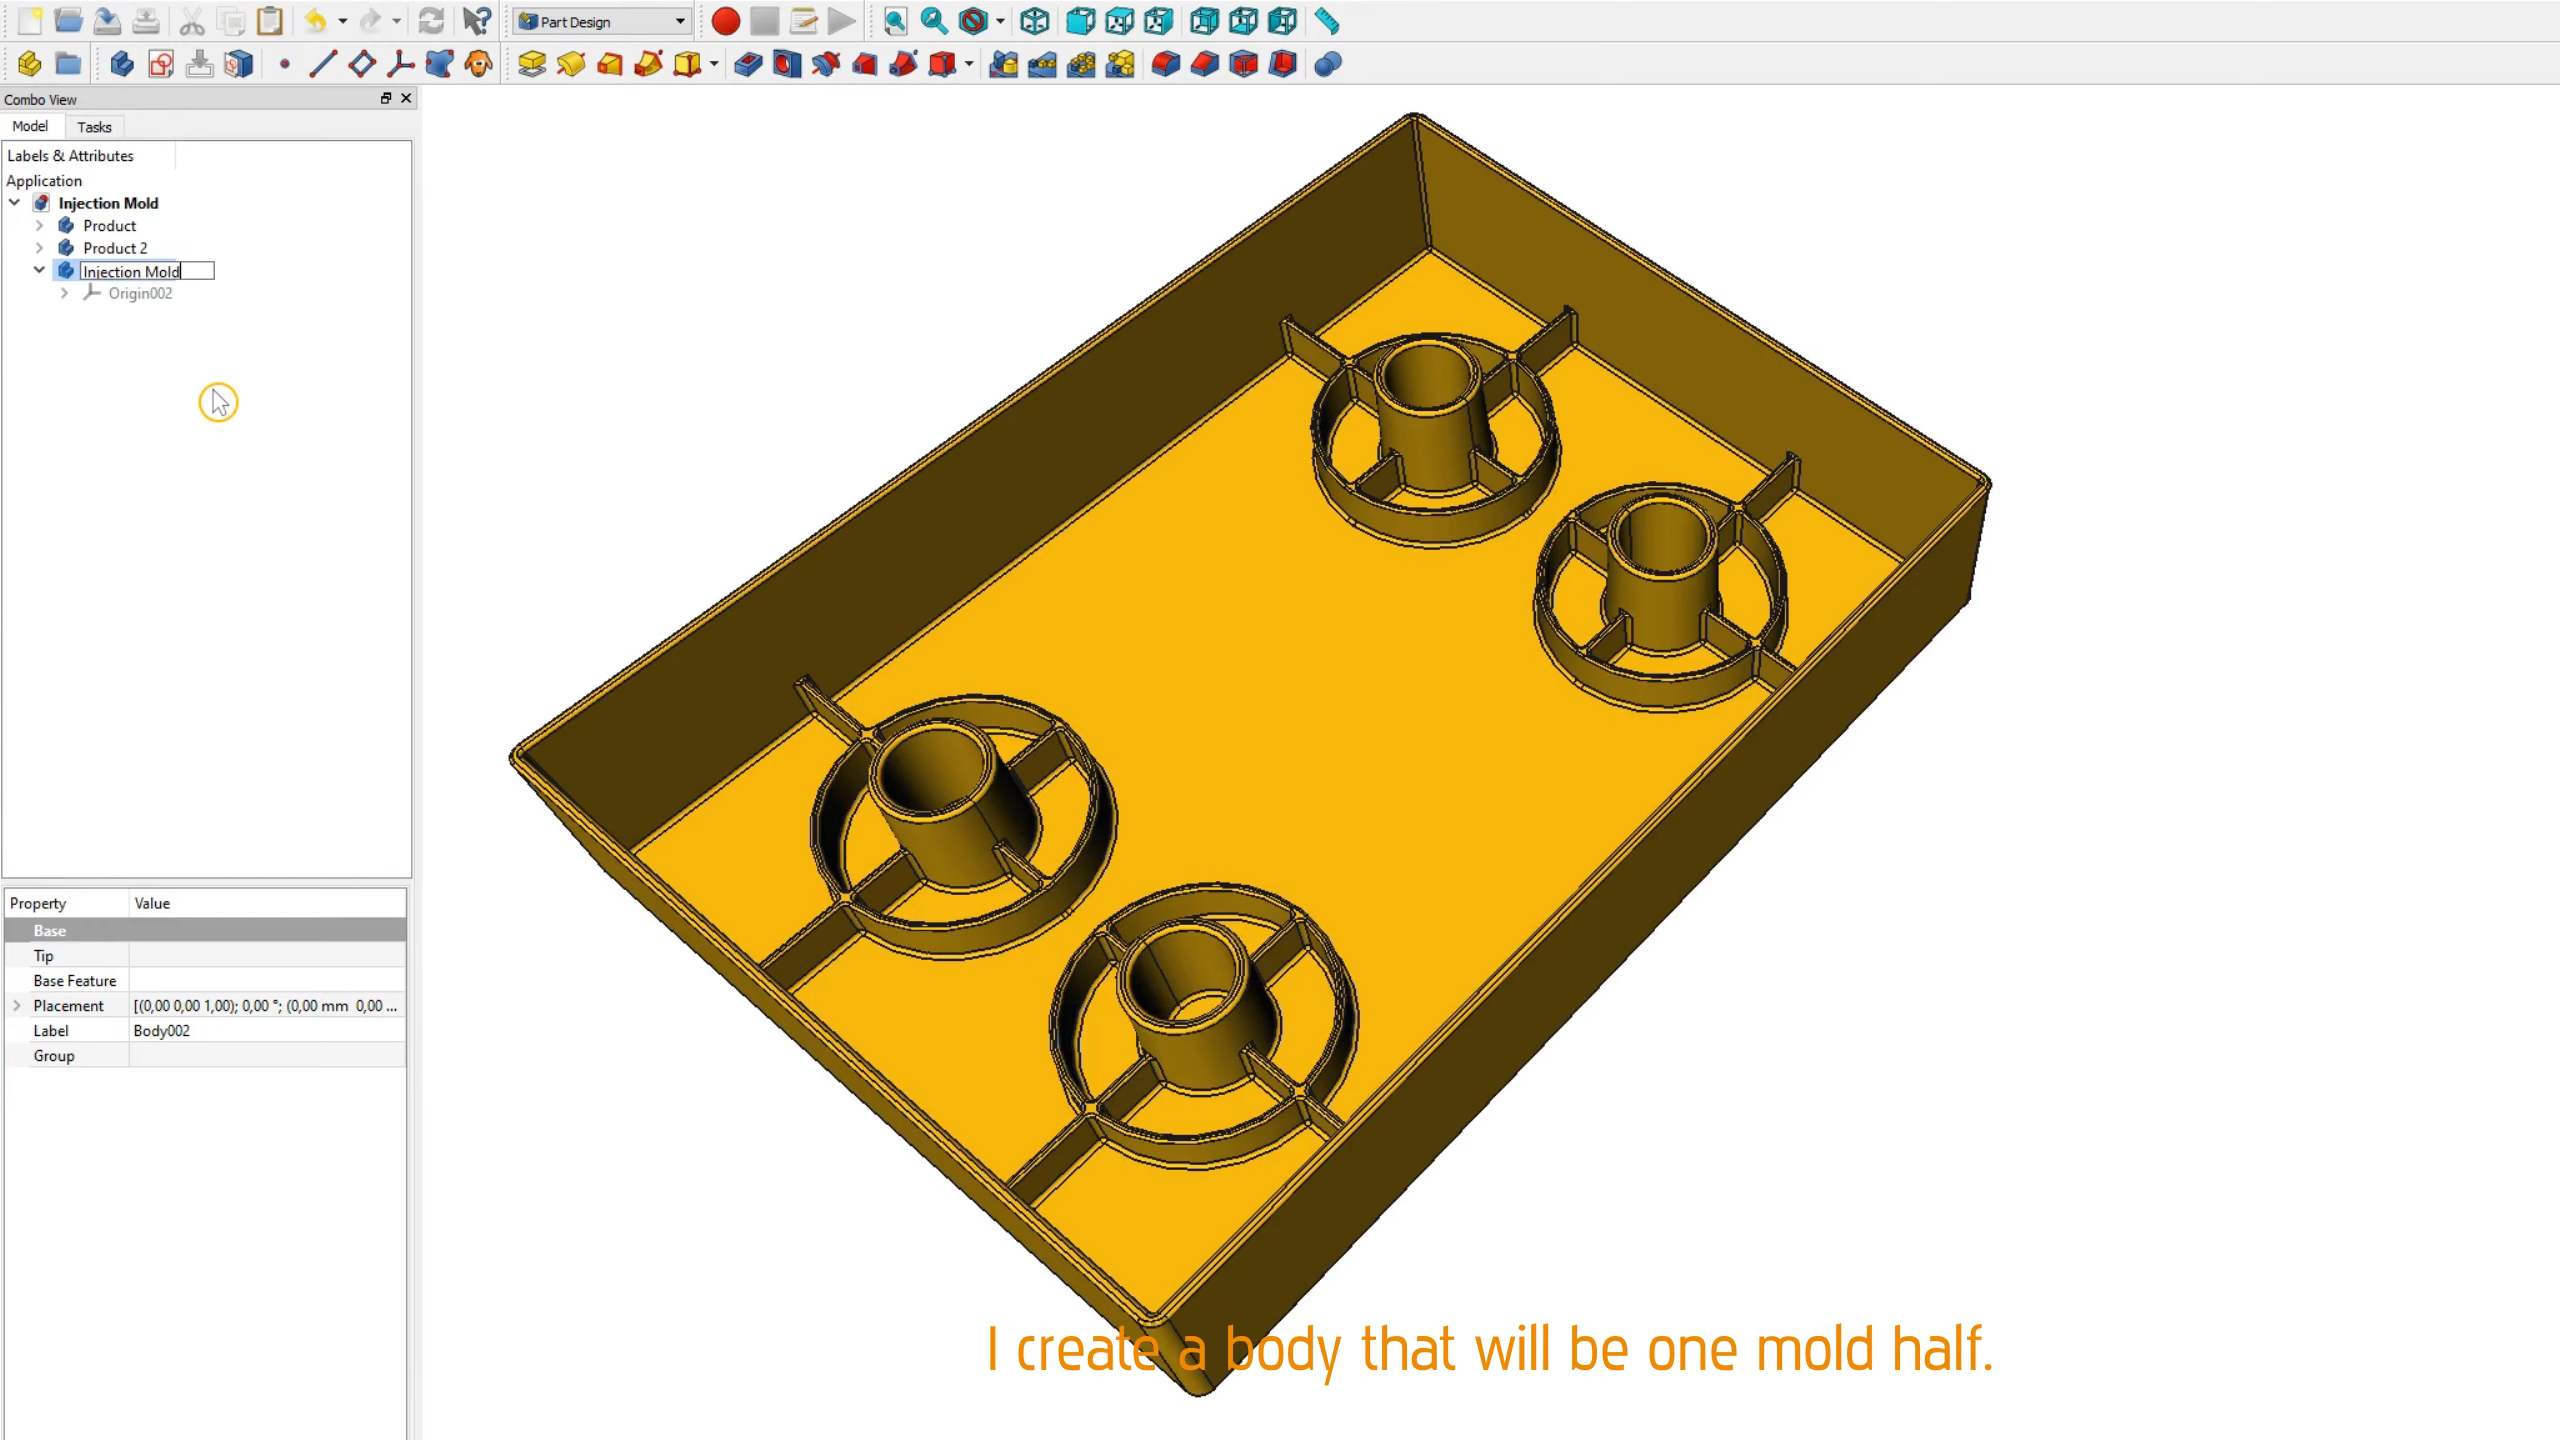 Part Design
Combo View
Model
Tasks
Labels & Attributes
Application
Injection Mold
Product
Product 2
Injection Mold
Origin002
Property Value
Base
Tip
Base Feature
Placement [(0,00 0,00 1,00); 0,00 °; (0,00 mm 0,00 ...
Label Body002
Group
I create a body that will be one mold half.